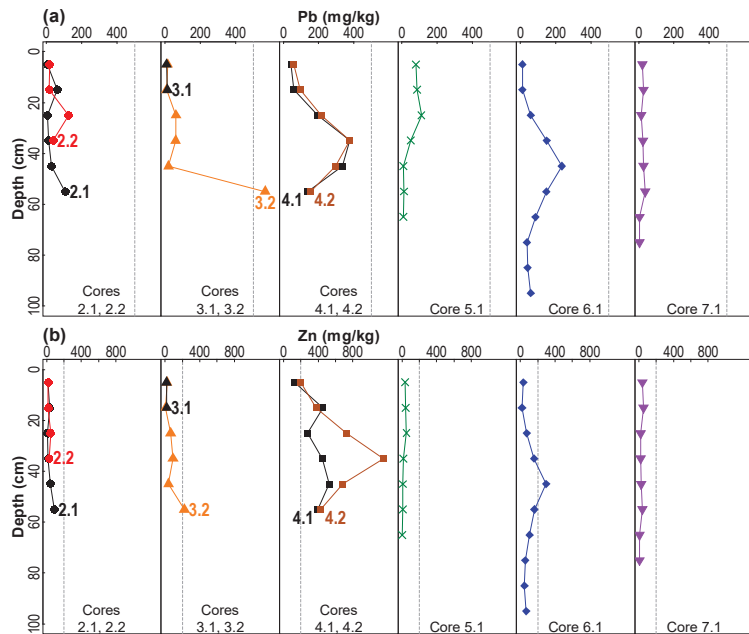 (a) Pb (mg/kg)
0 200 400 0 200 400 0 200 400 0 200 400 0 200 400 0 200 400
Depth (cm)
0
20
40
60
80
100
2.2
2.1
3.1
3.2
4.1 4.2
Cores
2.1, 2.2
Cores
3.1, 3.2
Cores
4.1, 4.2
Core 5.1
Core 6.1
Core 7.1
(b) Zn (mg/kg)
0 400 800 0 400 800 0 400 800 0 400 800 0 400 800 0 400 800
Depth (cm)
0
20
40
60
80
100
2.2
2.1
3.1
3.2
4.1 4.2
Cores
2.1, 2.2
Cores
3.1, 3.2
Cores
4.1, 4.2
Core 5.1
Core 6.1
Core 7.1